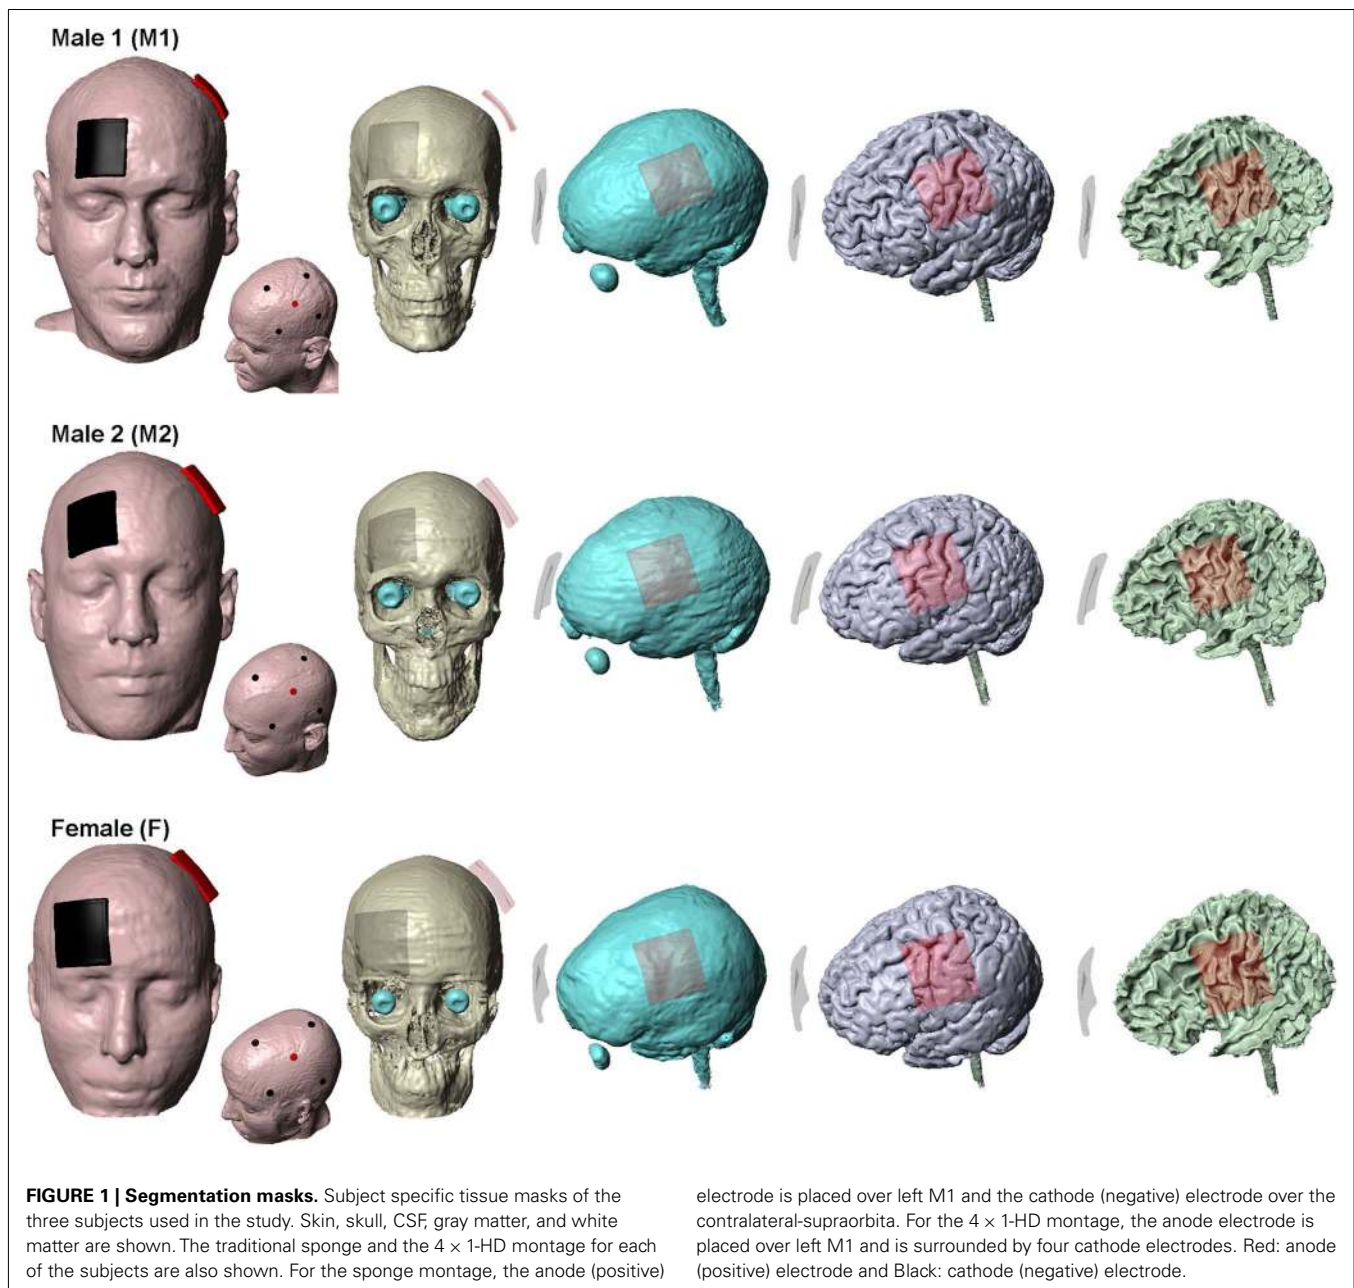 Male 1 (M1)
Male 2 (M2)
Female (F)
FIGURE 1 | Segmentation masks. Subject specific tissue masks of the
three subjects used in the study. Skin, skull, CSF, gray matter, and white
matter are shown. The traditional sponge and the 4 × 1-HD montage for each
of the subjects are also shown. For the sponge montage, the anode (positive)
electrode is placed over left M1 and the cathode (negative) electrode over the
contralateral-supraorbita. For the 4 × 1-HD montage, the anode electrode is
placed over left M1 and is surrounded by four cathode electrodes. Red: anode
(positive) electrode and Black: cathode (negative) electrode.